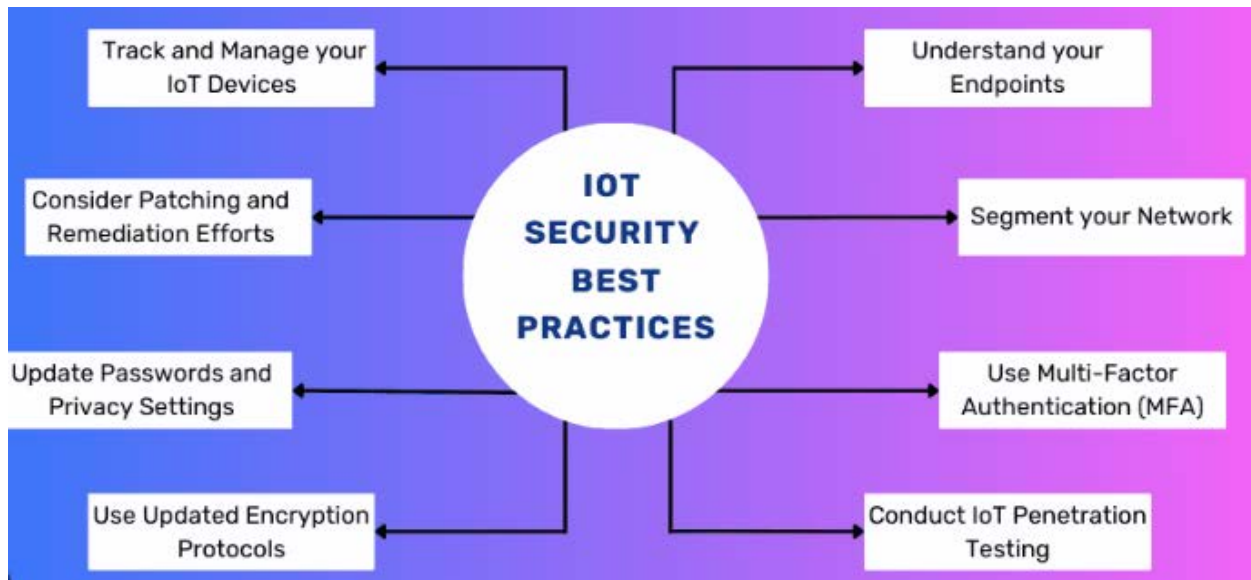 Track and Manage your
IoT Devices
Understand your
Endpoints
IOT
SECURITY
BEST
PRACTICES
Consider Patching and
Remediation Efforts
Segment your Network
Update Passwords and
Privacy Settings
Use Multi-Factor
Authentication (MFA)
Use Updated Encryption
Protocols
Conduct IoT Penetration
Testing